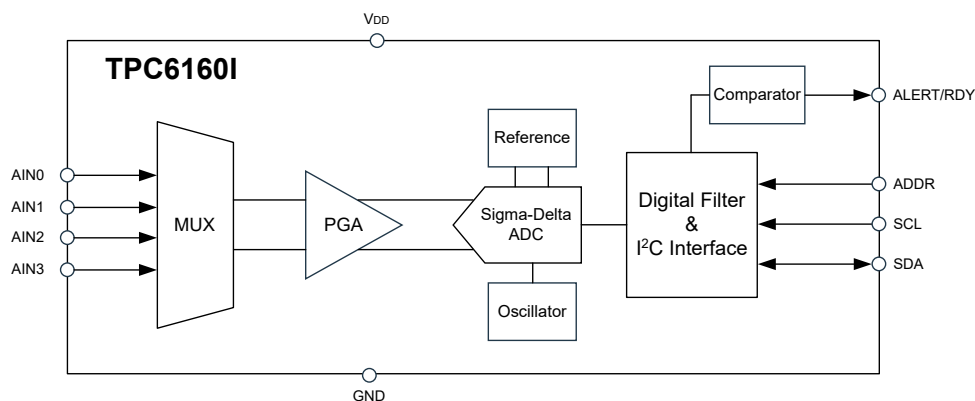 VDD
TPC6160I
Comparator
ALERT/RDY
Reference
AIN0
AIN1
AIN2
AIN3
MUX
PGA
Sigma-Delta
ADC
Digital Filter
&
I²C Interface
ADDR
SCL
SDA
Oscillator
GND